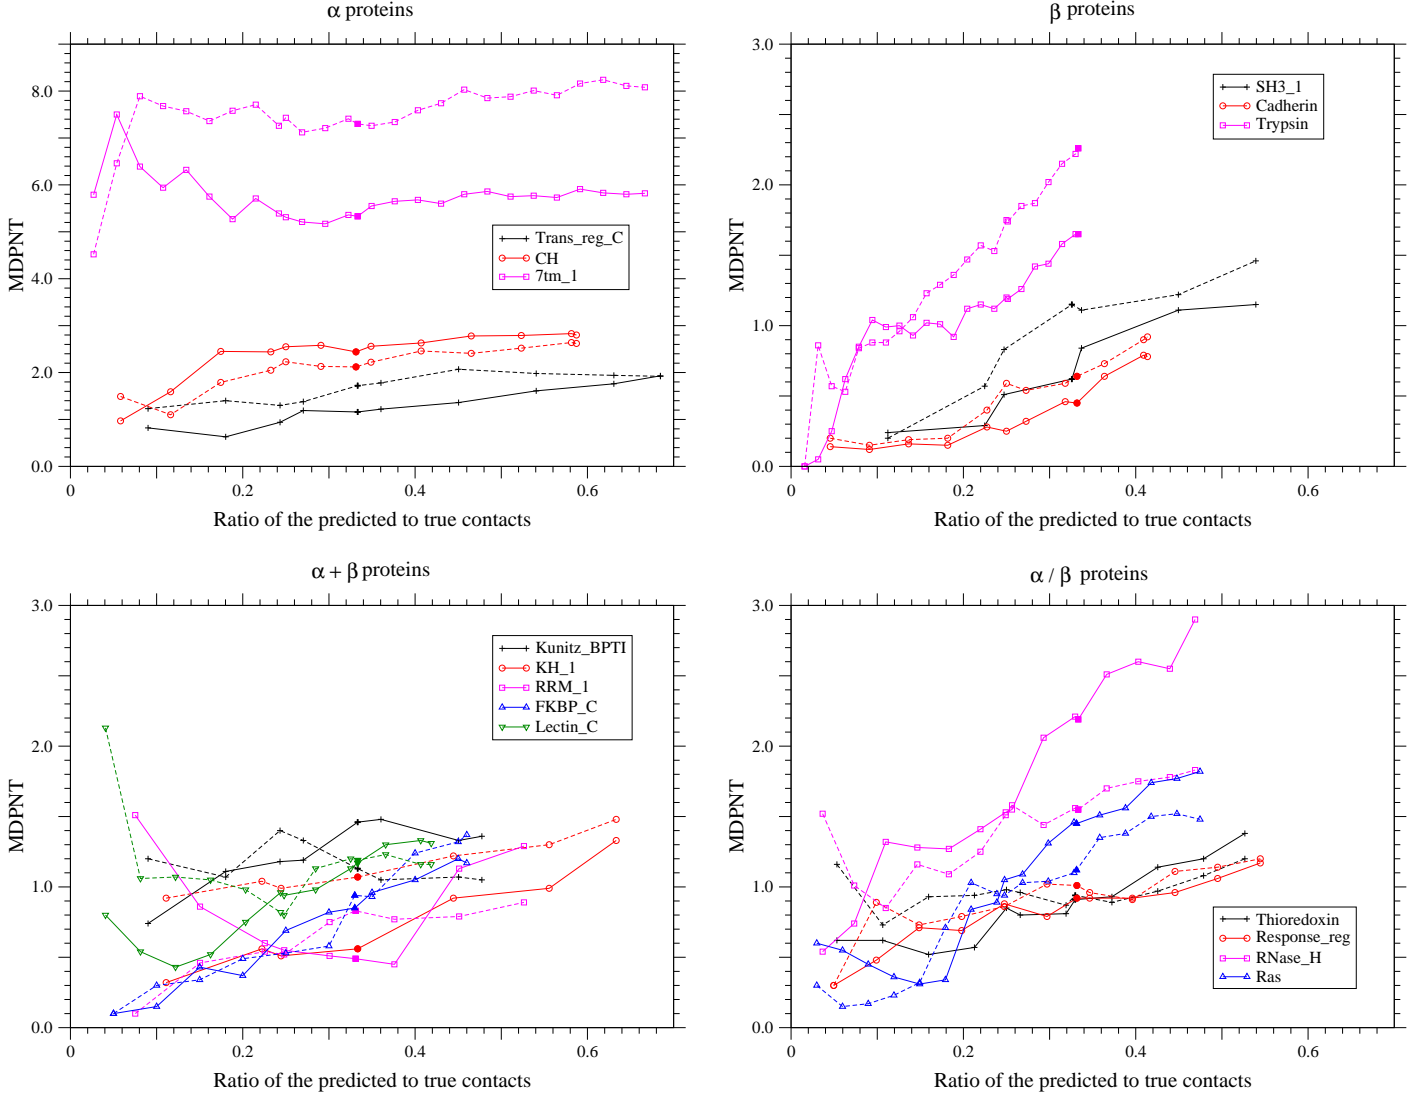 α proteins
MDPNT
8.0
6.0
4.0
2.0
0.0
0
0.2
0.4
0.6
Ratio of the predicted to true contacts
Trans_reg_C
CH
7tm_1
β proteins
MDPNT
3.0
2.0
1.0
0.0
0
0.2
0.4
0.6
Ratio of the predicted to true contacts
SH3_1
Cadherin
Trypsin
α + β proteins
MDPNT
3.0
2.0
1.0
0.0
0
0.2
0.4
0.6
Ratio of the predicted to true contacts
Kunitz_BPTI
KH_1
RRM_1
FKBP_C
Lectin_C
α / β proteins
MDPNT
3.0
2.0
1.0
0.0
0
0.2
0.4
0.6
Ratio of the predicted to true contacts
Thioredoxin
Response_reg
RNase_H
Ras